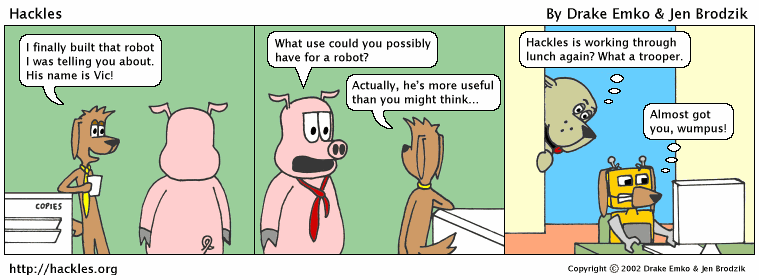 Hackles
By Drake Emko & Jen Brodzik
I finally built that robot
I was telling you about.
His name is Vic!
COPIES
What use could you possibly
have for a robot?
Actually, he's more useful
than you might think...
Hackles is working through
lunch again? What a trooper.
Almost got
you, wumpus!
http://hackles.org
Copyright © 2002 Drake Emko & Jen Brodzik